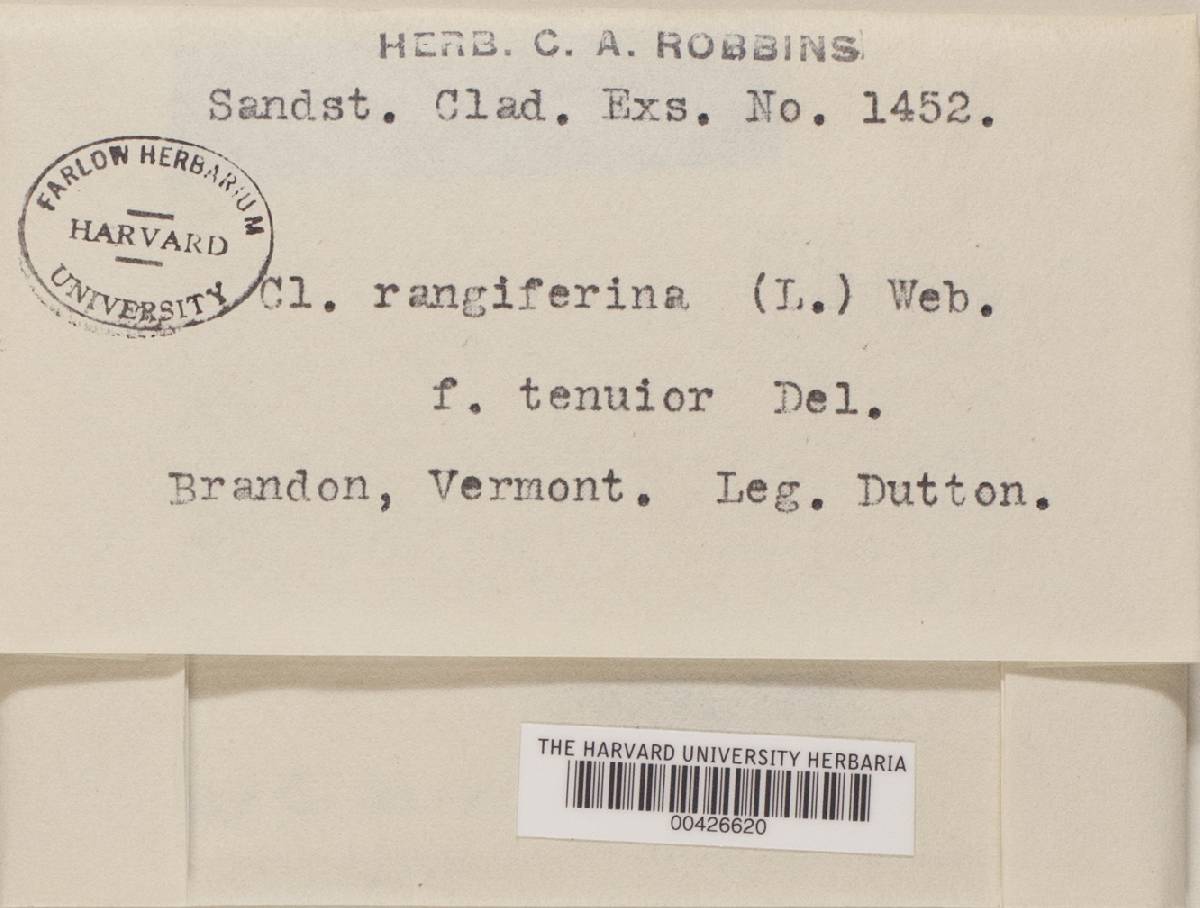 HERB. C. A. ROBBINS
Sandst. Clad. Exs. No. 1452.
FARLOW HERBARIUM
HARVARD
UNIVERSITY
Cl. rangiferina (L.) Web.
f. tenuior Del.
Brandon, Vermont. Leg. Dutton.
THE HARVARD UNIVERSITY HERBARIA
00426620